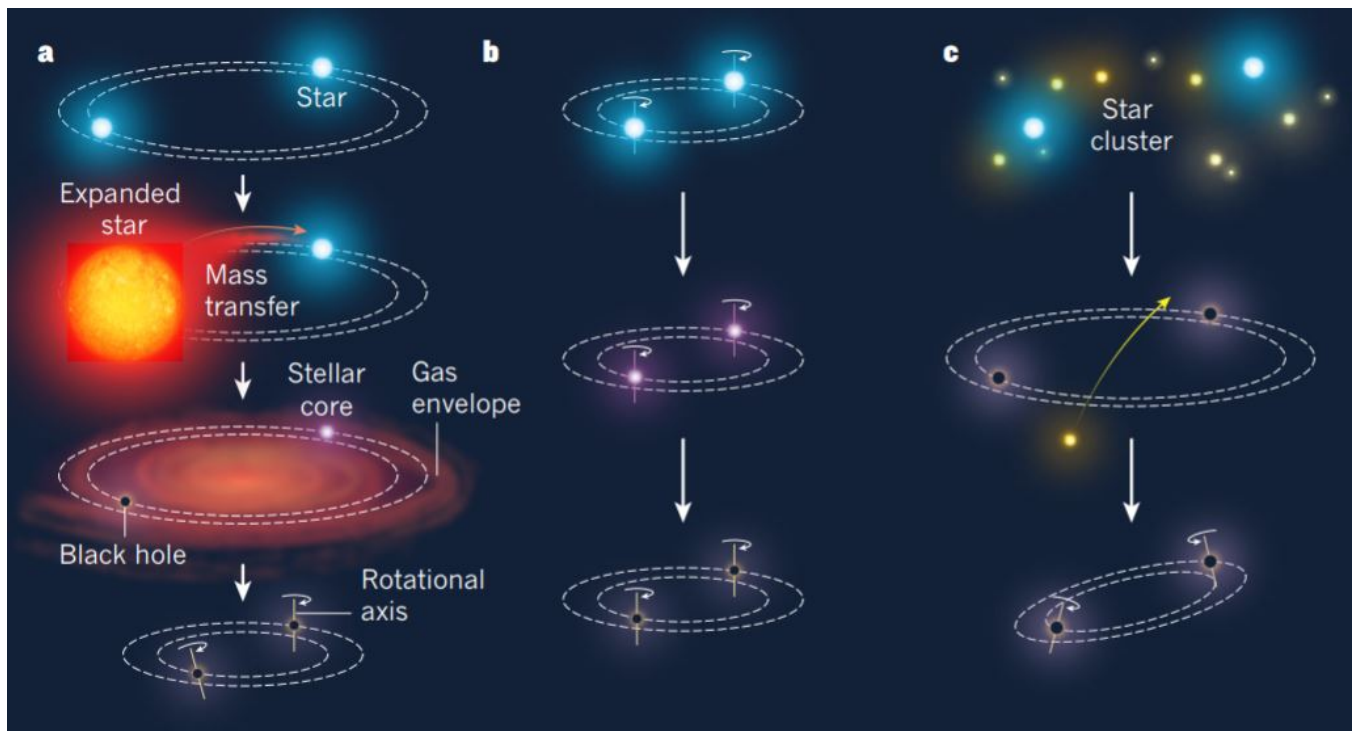 a
Star
Expanded
star
Mass
transfer
Stellar
core
Gas
envelope
Black hole
Rotational
axis
b
c
Star
cluster